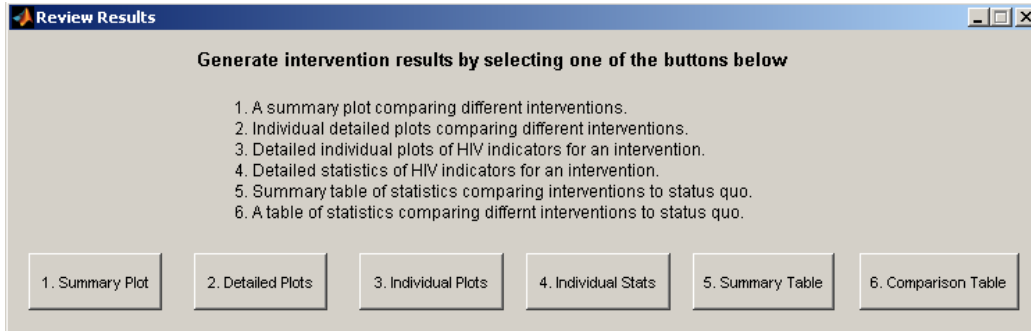 Review Results
Generate intervention results by selecting one of the buttons below
1. A summary plot comparing different interventions.
2. Individual detailed plots comparing different interventions.
3. Detailed individual plots of HIV indicators for an intervention.
4. Detailed statistics of HIV indicators for an intervention.
5. Summary table of statistics comparing interventions to status quo.
6. A table of statistics comparing differnt interventions to status quo.
1. Summary Plot
2. Detailed Plots
3. Individual Plots
4. Individual Stats
5. Summary Table
6. Comparison Table